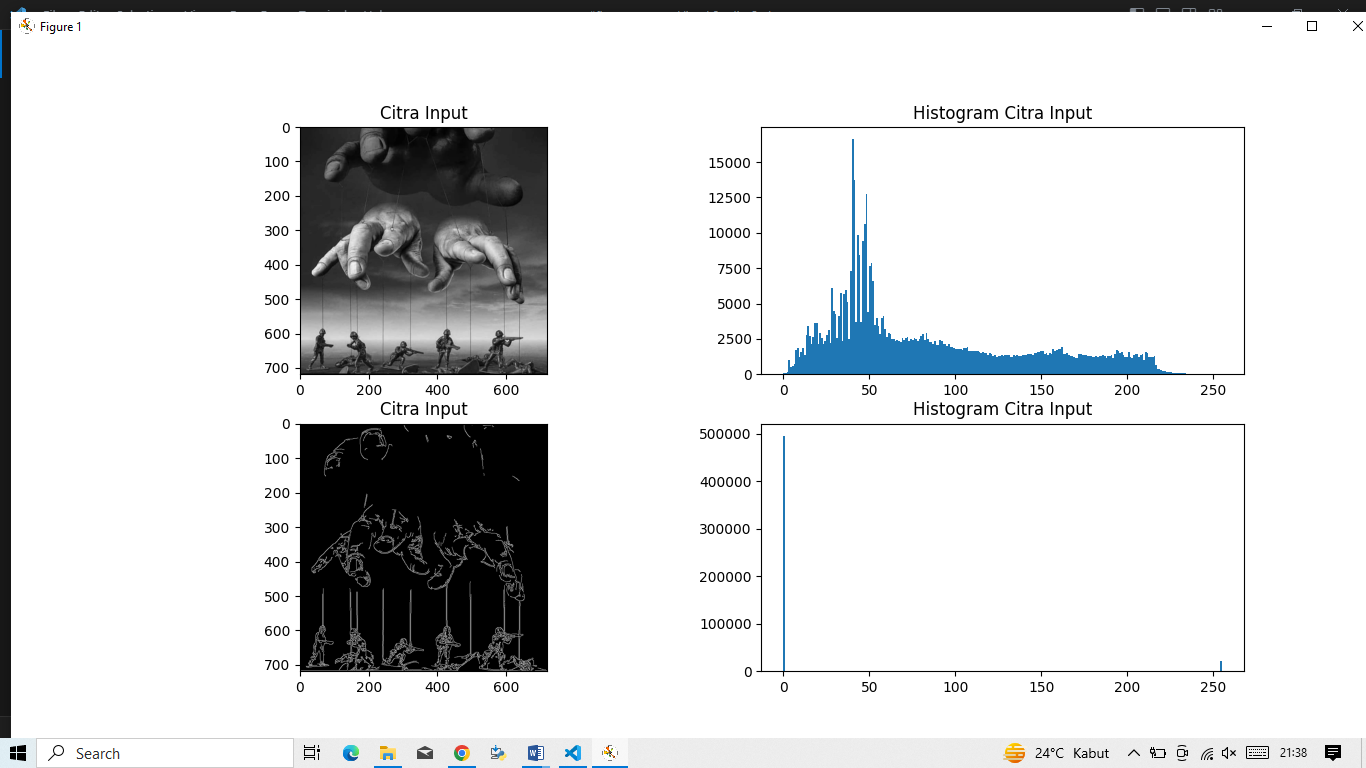 Figure 1
Citra Input
0
100
200
300
400
500
600
700
0 200 400 600
Histogram Citra Input
15000
12500
10000
7500
5000
2500
0
0 50 100 150 200 250
Citra Input
0
100
200
300
400
500
600
700
0 200 400 600
Histogram Citra Input
500000
400000
300000
200000
100000
0
0 50 100 150 200 250
Search
24°C Kabut
21:38